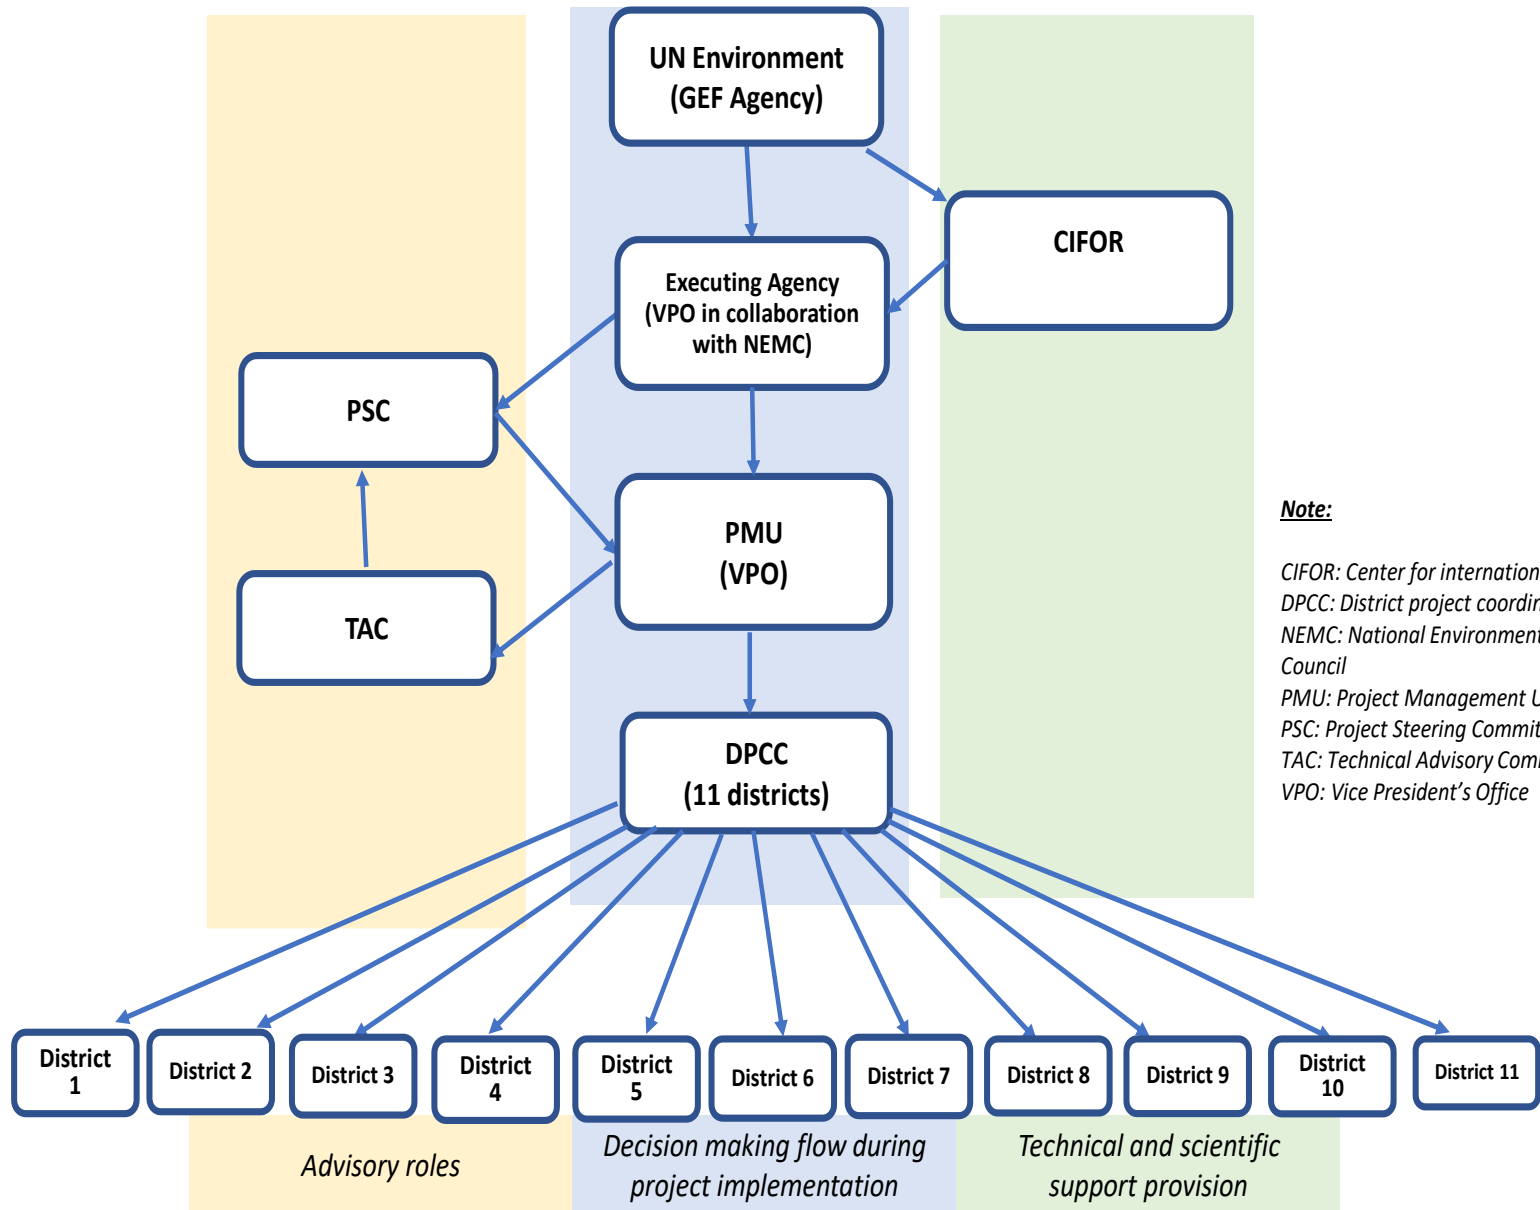 UN Environment
(GEF Agency)
CIFOR
Executing Agency
(VPO in collaboration
with NEMC)
PSC
PMU
(VPO)
TAC
DPCC
(11 districts)
Note:
CIFOR: Center for internation
DPCC: District project coordin
NEMC: National Environment
Council
PMU: Project Management U
PSC: Project Steering Commit
TAC: Technical Advisory Com
VPO: Vice President’s Office
District
1
District 2
District 3
District
4
District
5
District 6
District 7
District 8
District 9
District
10
District 11
Advisory roles
Decision making flow during
project implementation
Technical and scientific
support provision